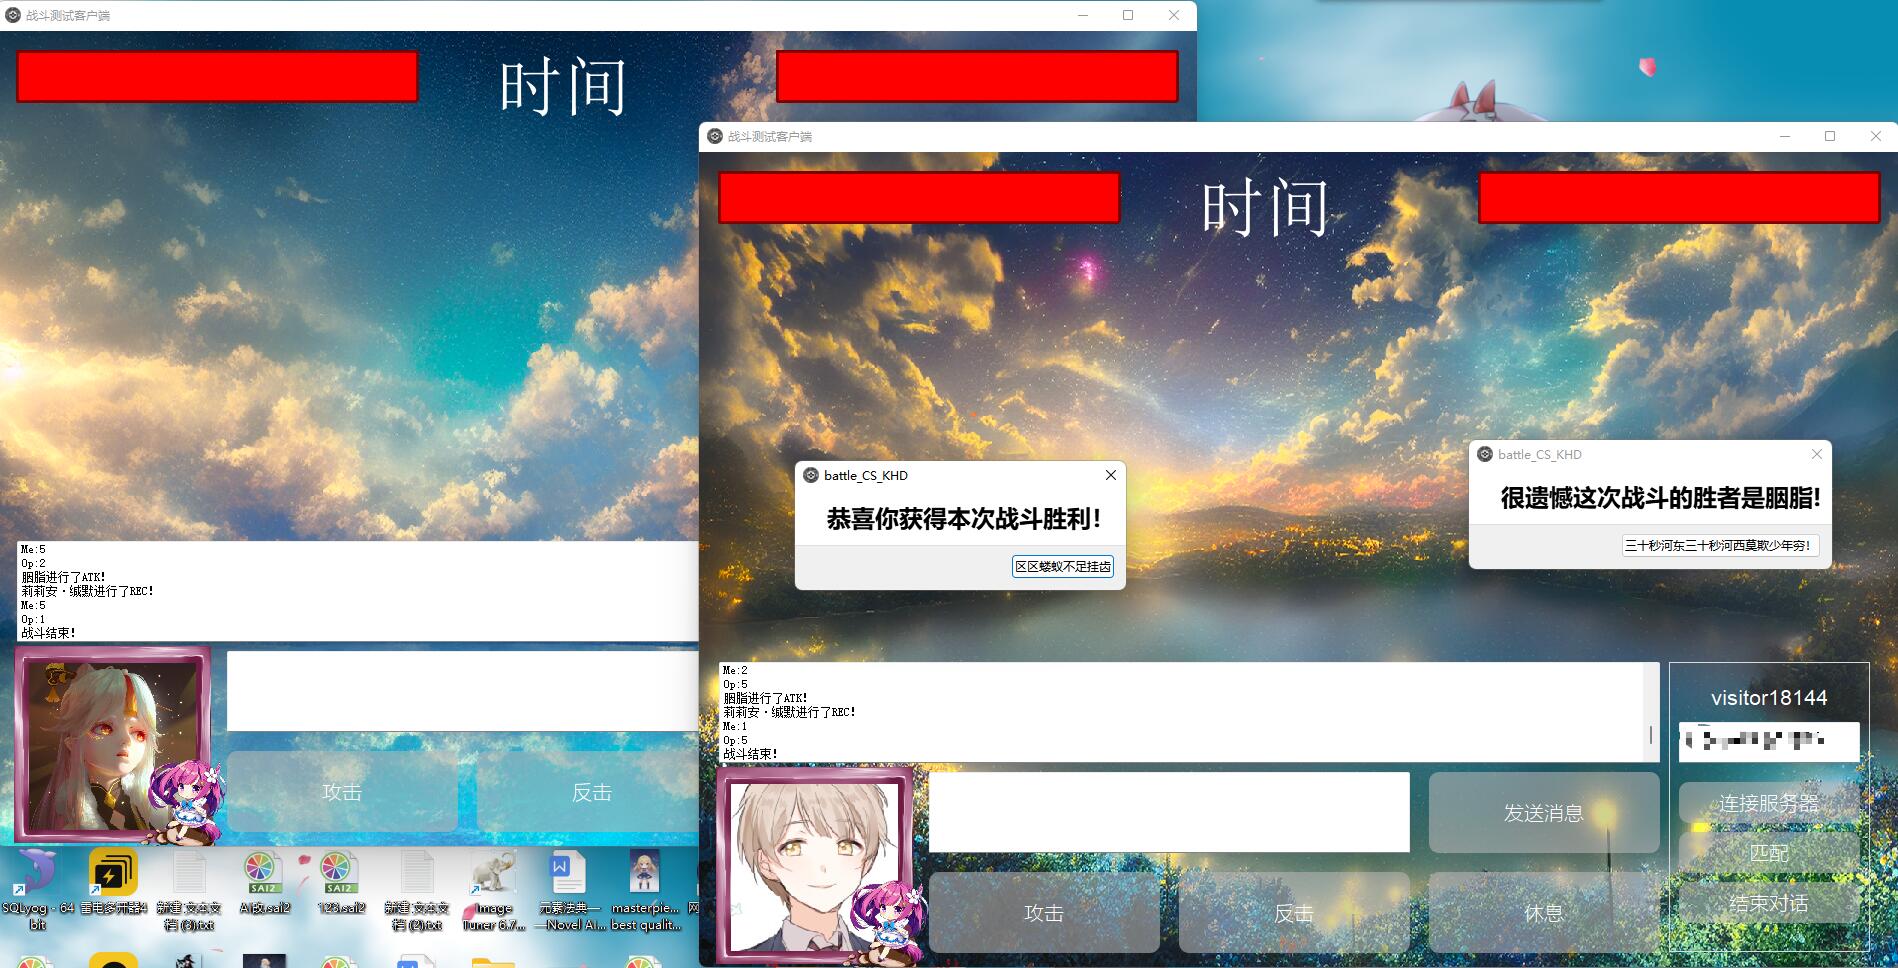 战斗测试客户端
时间
战斗测试客户端
时间
battle_CS_KHD
恭喜你获得本次战斗胜利！
区区蝼蚁不足挂齿
battle_CS_KHD
很遗憾这次战斗的胜者是胭脂!
三十秒河东三十秒河西莫欺少年穷！
Me:5
Op:2
胭脂进行了ATK!
莉莉安·缄默进行了REC!
Me:5
Op:1
战斗结束!
攻击
反击
Me:2
Op:5
胭脂进行了ATK!
莉莉安·缄默进行了REC!
Me:1
Op:5
战斗结束!
发送消息
攻击
反击
休息
visitor18144
连接服务器
匹配
结束对话
SQLyog - 64
bit
雷电多开器4
新建 文本文
档 (3).txt
AI改.sai2
123.sai2
新建 文本文
档 (2).txt
Image
Tuner 6.7...
元素法典—
—Novel AI...
masterpie...
best qualit...
网